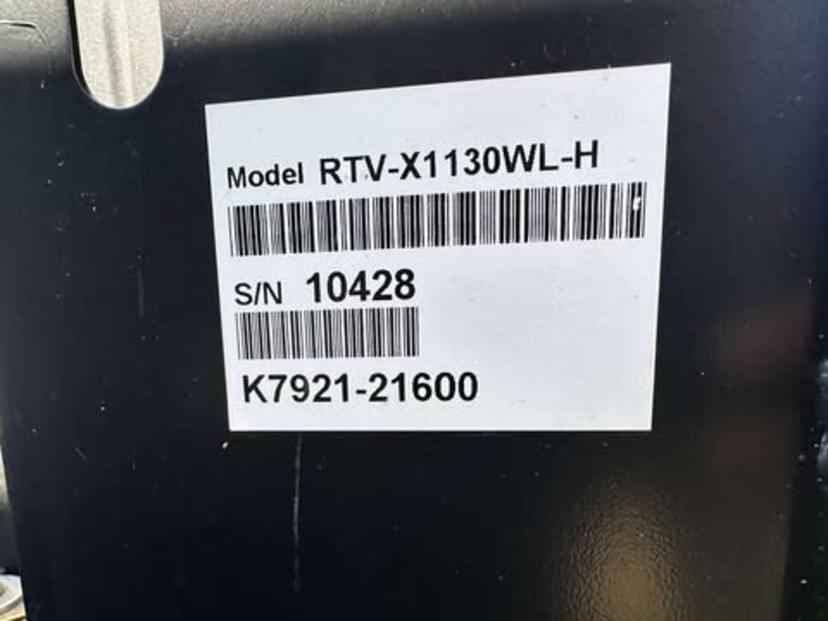 Model RTV-X1130WL-H
S/N 10428
K7921-21600